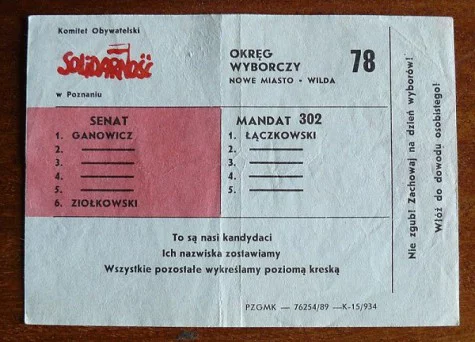 Komitet Obywatelski
SOLIDARNOŚĆ
w Poznaniu
OKRĘG
WYBORCZY
78
NOWE MIASTO - WILDA
SENAT
1. GANOWICZ
2.
3.
4.
5.
6. ZIOŁKOWSKI
MANDAT 302
1. ŁĄCZKOWSKI
2.
3.
4.
5.
To są nasi kandydaci
Ich nazwiska zostawiamy
Wszystkie pozostałe wykreślamy poziomą kreską
PZGMK — 76254/89 —K-15/934
Nie zgub! Zachowaj na dzień wyborów!
Włóż do dowodu osobistego!